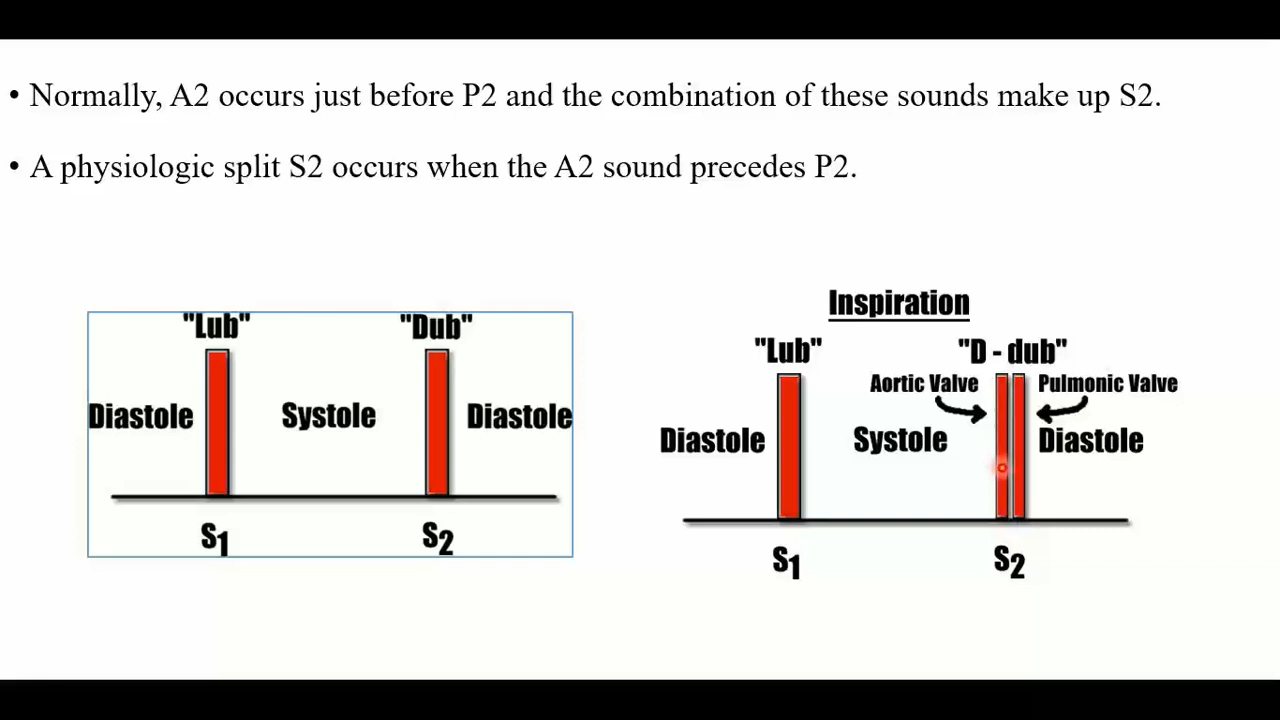 • Normally, A2 occurs just before P2 and the combination of these sounds make up S2.
• A physiologic split S2 occurs when the A2 sound precedes P2.
"Lub" "Dub"
Diastole Systole Diastole
S1 S2
Inspiration
"Lub" "D - dub"
Aortic Valve Pulmonic Valve
Diastole Systole Diastole
S1 S2